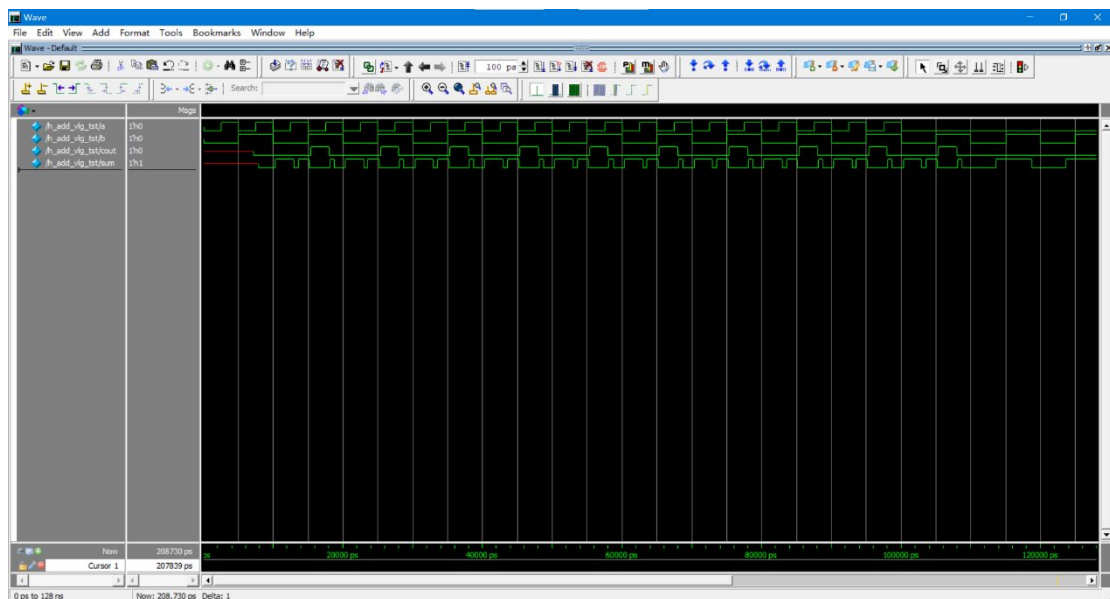 Wave
File Edit View Add Format Tools Bookmarks Window Help
Wave - Default
100 ps
Search:
Msgs
/h_add_vlg_tst/a 1'h0
/h_add_vlg_tst/b 1'h0
/h_add_vlg_tst/cout 1'h0
/h_add_vlg_tst/sum 1'h1
Now 208730 ps ps 20000 ps 40000 ps 60000 ps 80000 ps 100000 ps 120000 ps
Cursor 1 207839 ps
0 ps to 128 ns Now: 208,730 ps Delta: 1